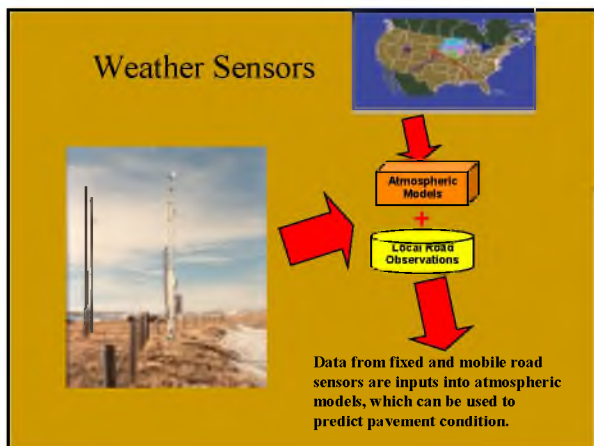 Weather Sensors
Atmospheric
Models
+
Local Road
Observations
Data from fixed and mobile road
sensors are inputs into atmospheric
models, which can be used to
predict pavement condition.